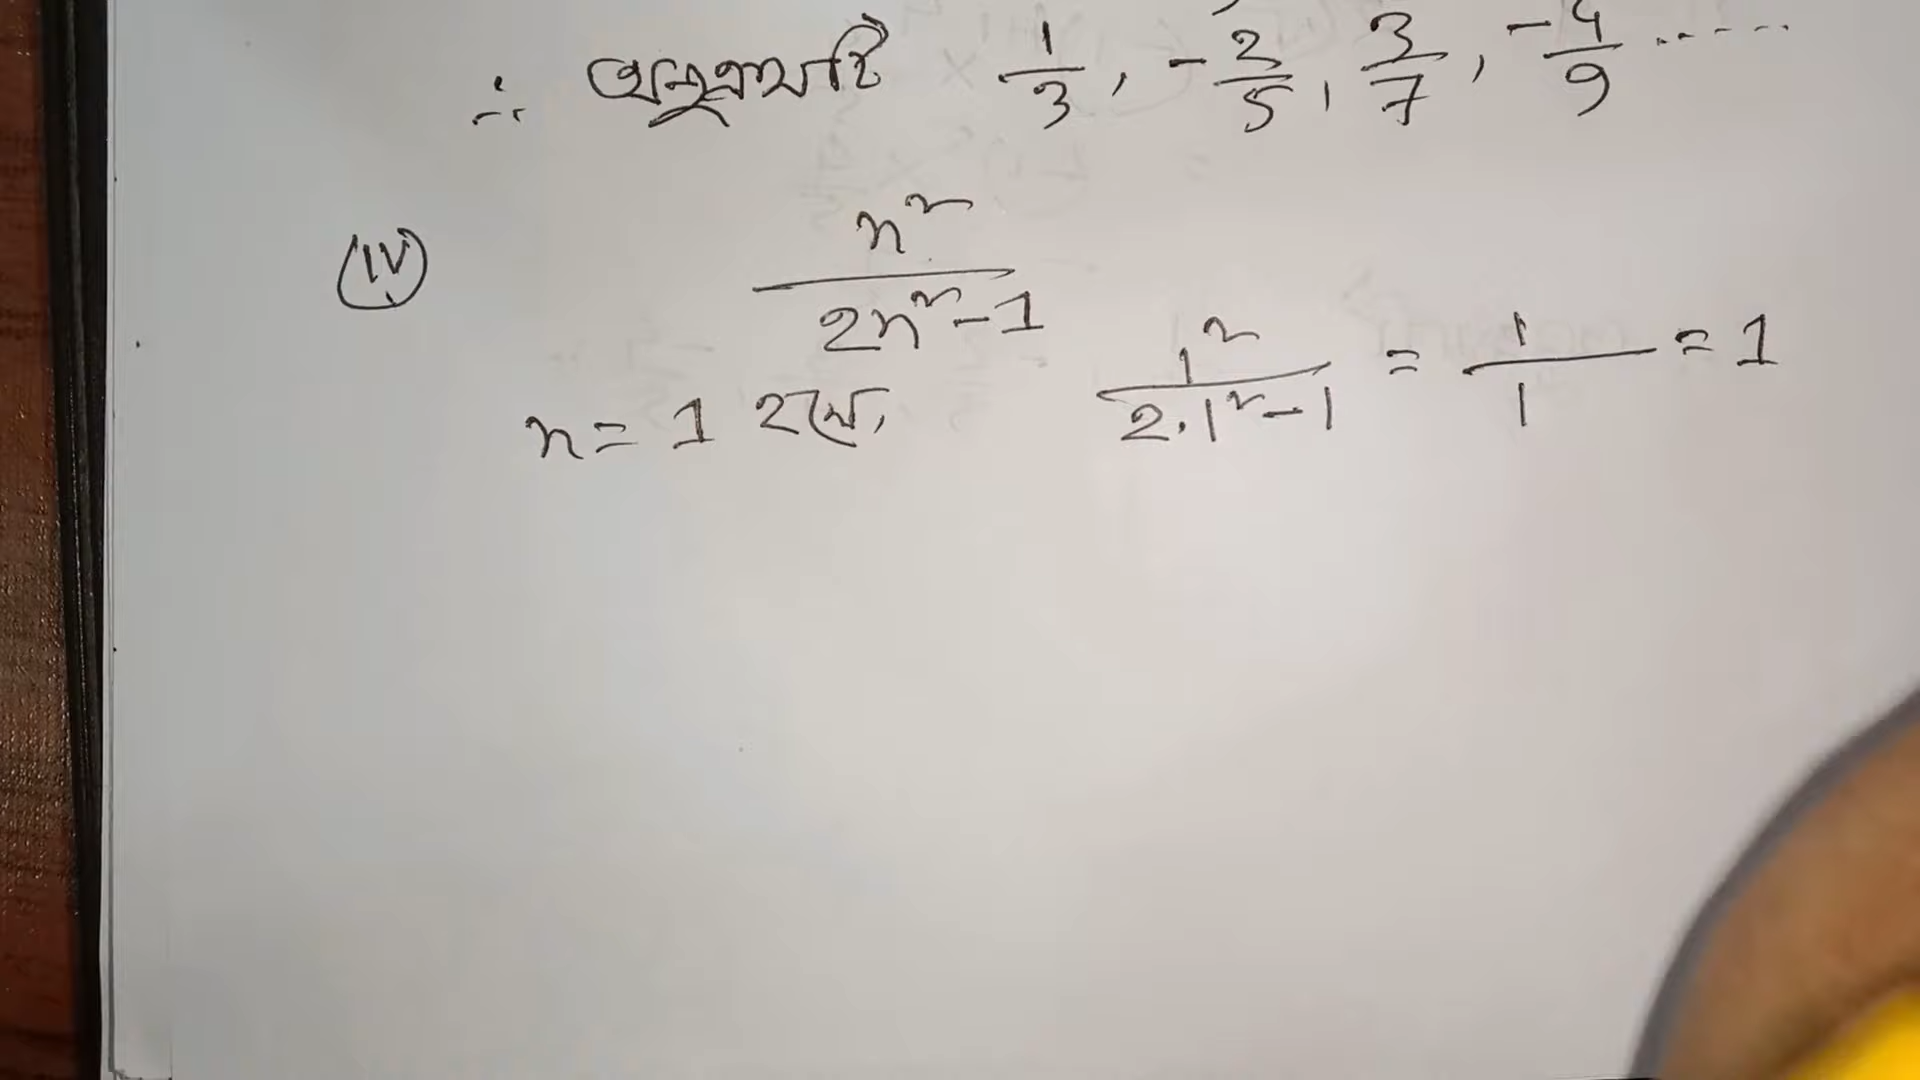 ∴ অনুক্রমটি 1/3, -2/5, 3/7, -4/9 .....
(iv) n²/(2n²-1)
n = 1 হলে, 1²/(2.1²-1) = 1/1 = 1